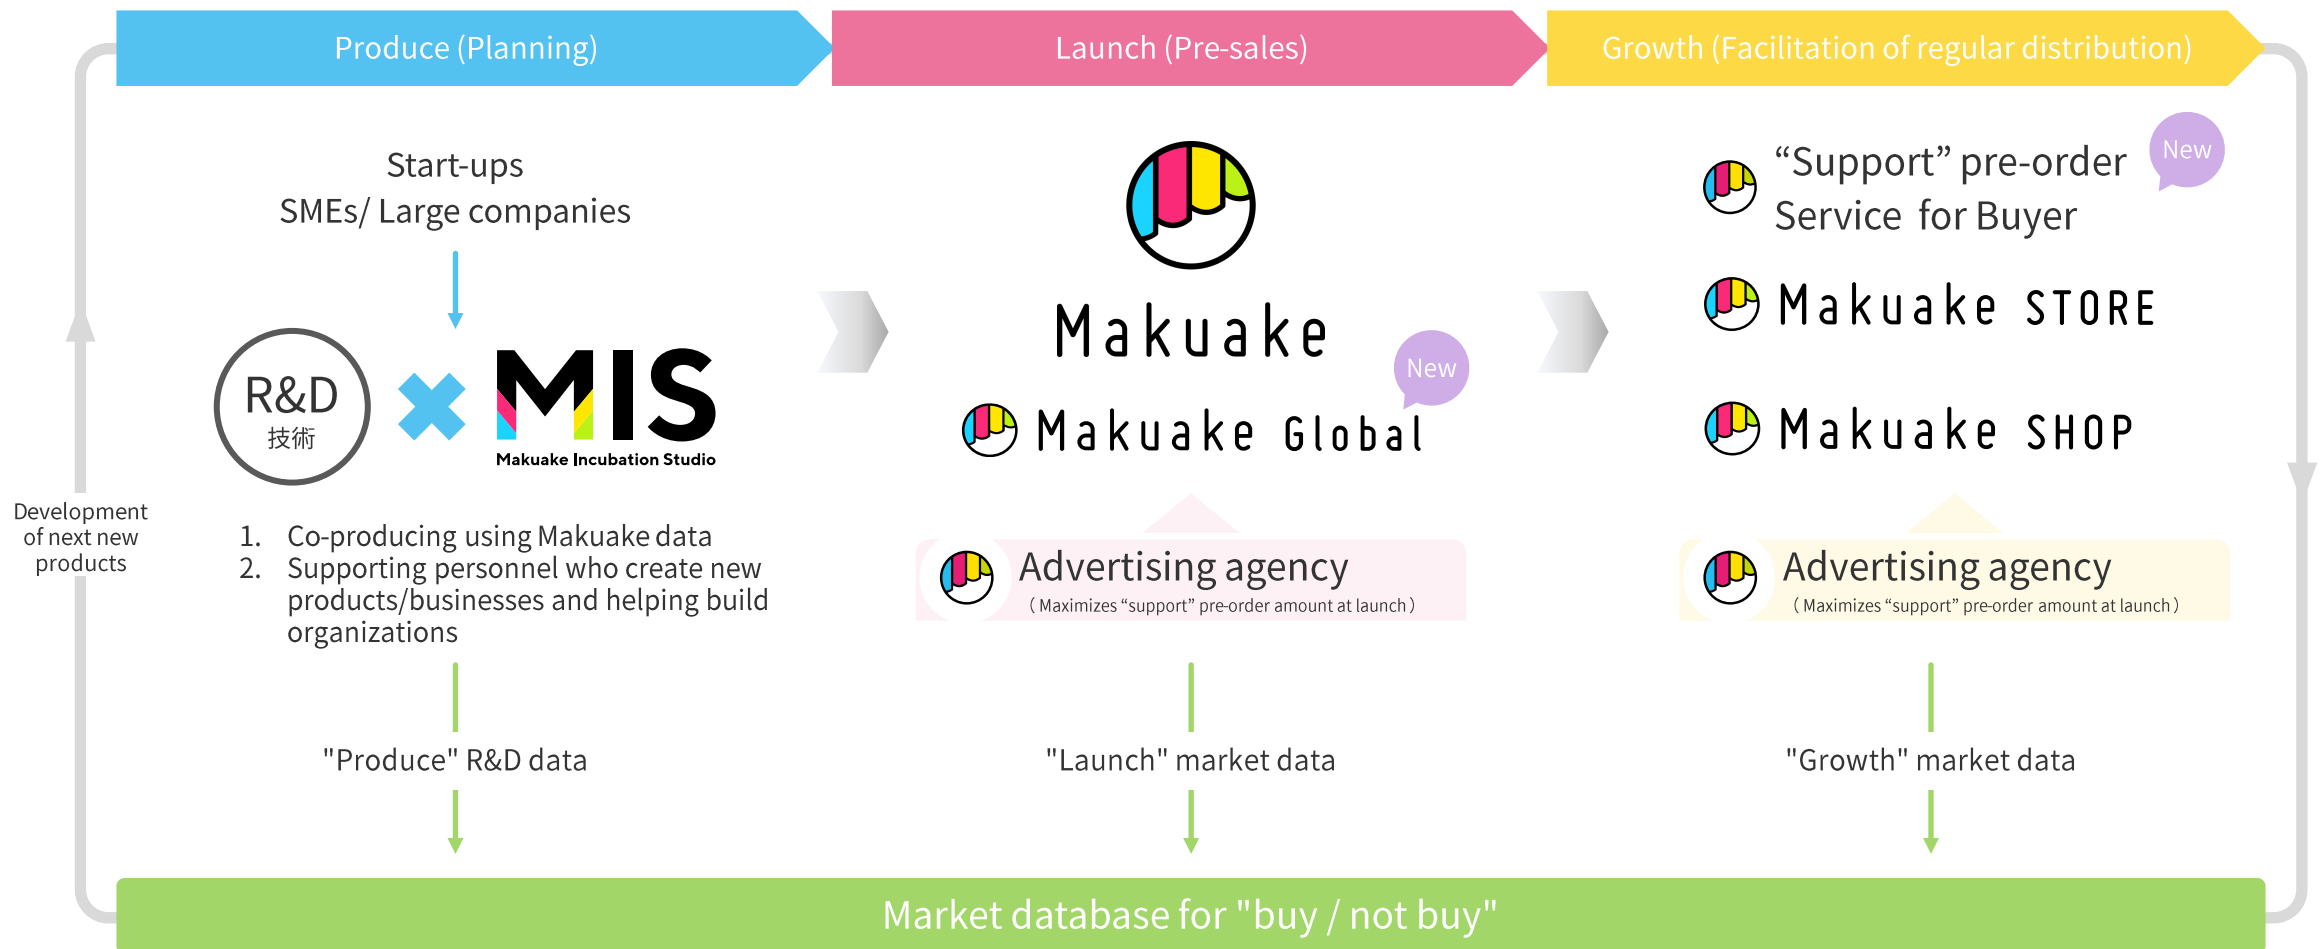 Produce (Planning)
Launch (Pre-sales)
Growth (Facilitation of regular distribution)
Start-ups
SMEs/ Large companies
R&D
技術
MIS
Makuake Incubation Studio
1. Co-producing using Makuake data
2. Supporting personnel who create new
products/businesses and helping build
organizations
"Produce" R&D data
Makuake
New
Makuake Global
Advertising agency
( Maximizes “support” pre-order amount at launch )
"Launch" market data
“Support” pre-order
Service for Buyer
New
Makuake STORE
Makuake SHOP
Advertising agency
( Maximizes “support” pre-order amount at launch )
"Growth" market data
Development
of next new
products
Market database for "buy / not buy"